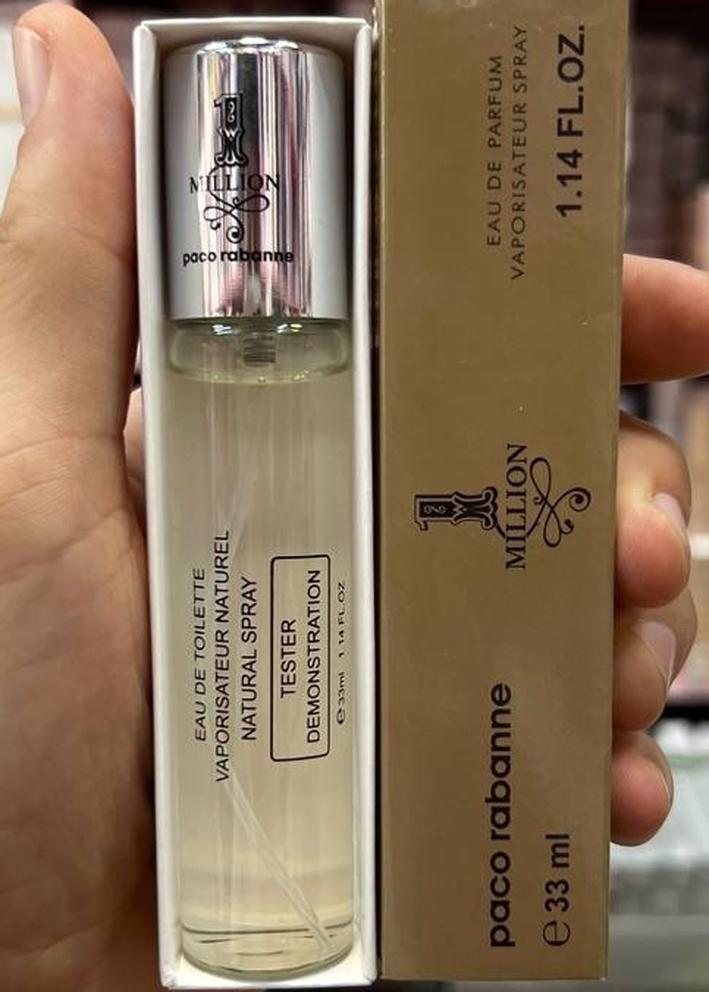 1
MILLION
paco rabanne
EAU DE TOILETTE
VAPORISATEUR NATUREL
NATURAL SPRAY
TESTER
DEMONSTRATION
e 33ml 1 14 FL OZ
EAU DE PARFUM
VAPORISATEUR SPRAY
1.14 FL.OZ.
1
MILLION
paco rabanne
e 33 ml